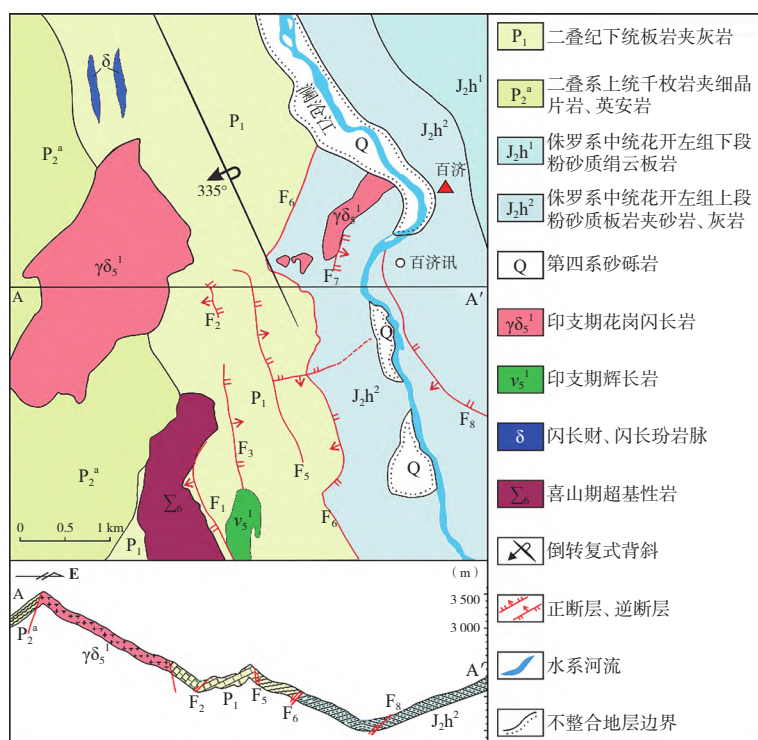 δ
P₂ᵃ
P₁
335°
澜沧江
Q
J₂h¹
J₂h²
百济
F₆
γδ₅¹
F₇
百济讯
γδ₅¹
A
A′
F₂
Q
P₁
J₂h²
F₈
F₃
F₅
Q
P₂ᵃ
Σ₆
F₁
ν₅¹
F₆
P₁
0 0.5 1 km
E
(m)
A
3 500
3 000
P₂ᵃ
γδ₅¹
F₂
P₁
F₅
F₆
F₈
A′
J₂h²
P₁ 二叠纪下统板岩夹灰岩
P₂ᵃ 二叠系上统千枚岩夹细晶
片岩、英安岩
J₂h¹ 侏罗系中统花开左组下段
粉砂质绢云板岩
J₂h² 侏罗系中统花开左组上段
粉砂质板岩夹砂岩、灰岩
Q 第四系砂砾岩
γδ₅¹ 印支期花岗闪长岩
ν₅¹ 印支期辉长岩
δ 闪长财、闪长玢岩脉
Σ₆ 喜山期超基性岩
倒转复式背斜
正断层、逆断层
水系河流
不整合地层边界